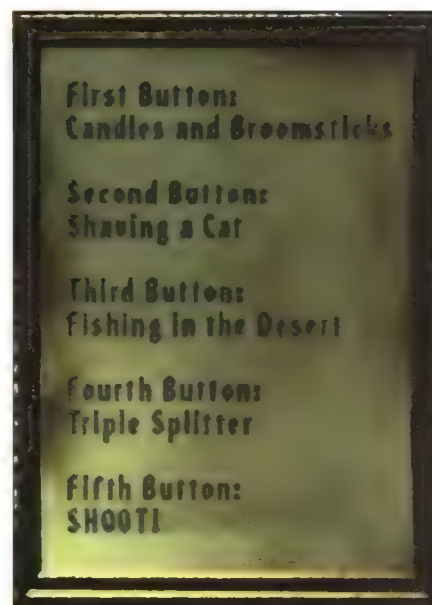 First Button:
Candles and Broomsticks
Second Button:
Shaving a Cat
Third Button:
Fishing in the Desert
Fourth Button:
Triple Splitter
Fifth Button:
SHOOT!